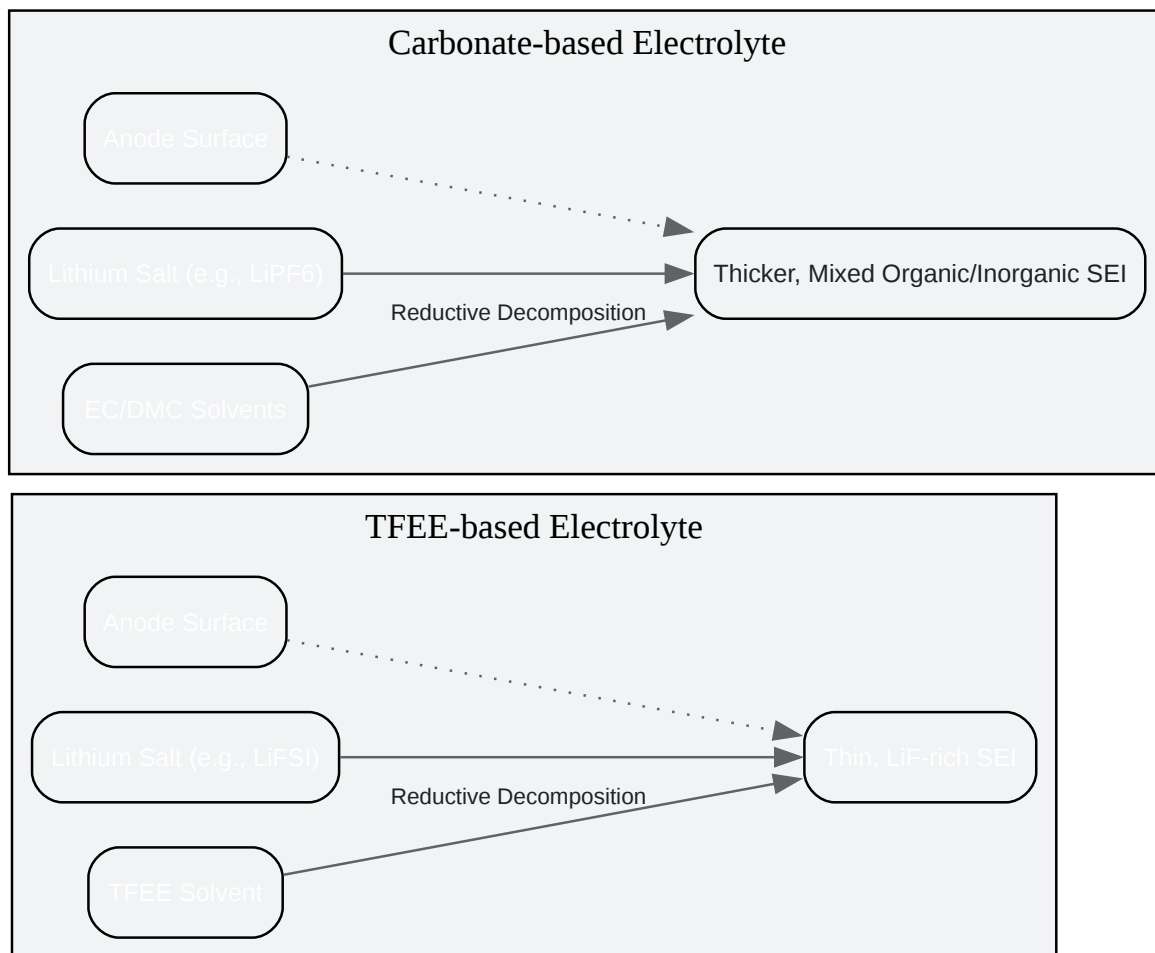 Carbonate-based Electrolyte
Anode Surface
Lithium Salt (e.g., LiPF6)
Thicker, Mixed Organic/Inorganic SEI
Reductive Decomposition
EC/DMC Solvents
TFEE-based Electrolyte
Anode Surface
Lithium Salt (e.g., LiFSI)
Thin, LiF-rich SEI
Reductive Decomposition
TFEE Solvent